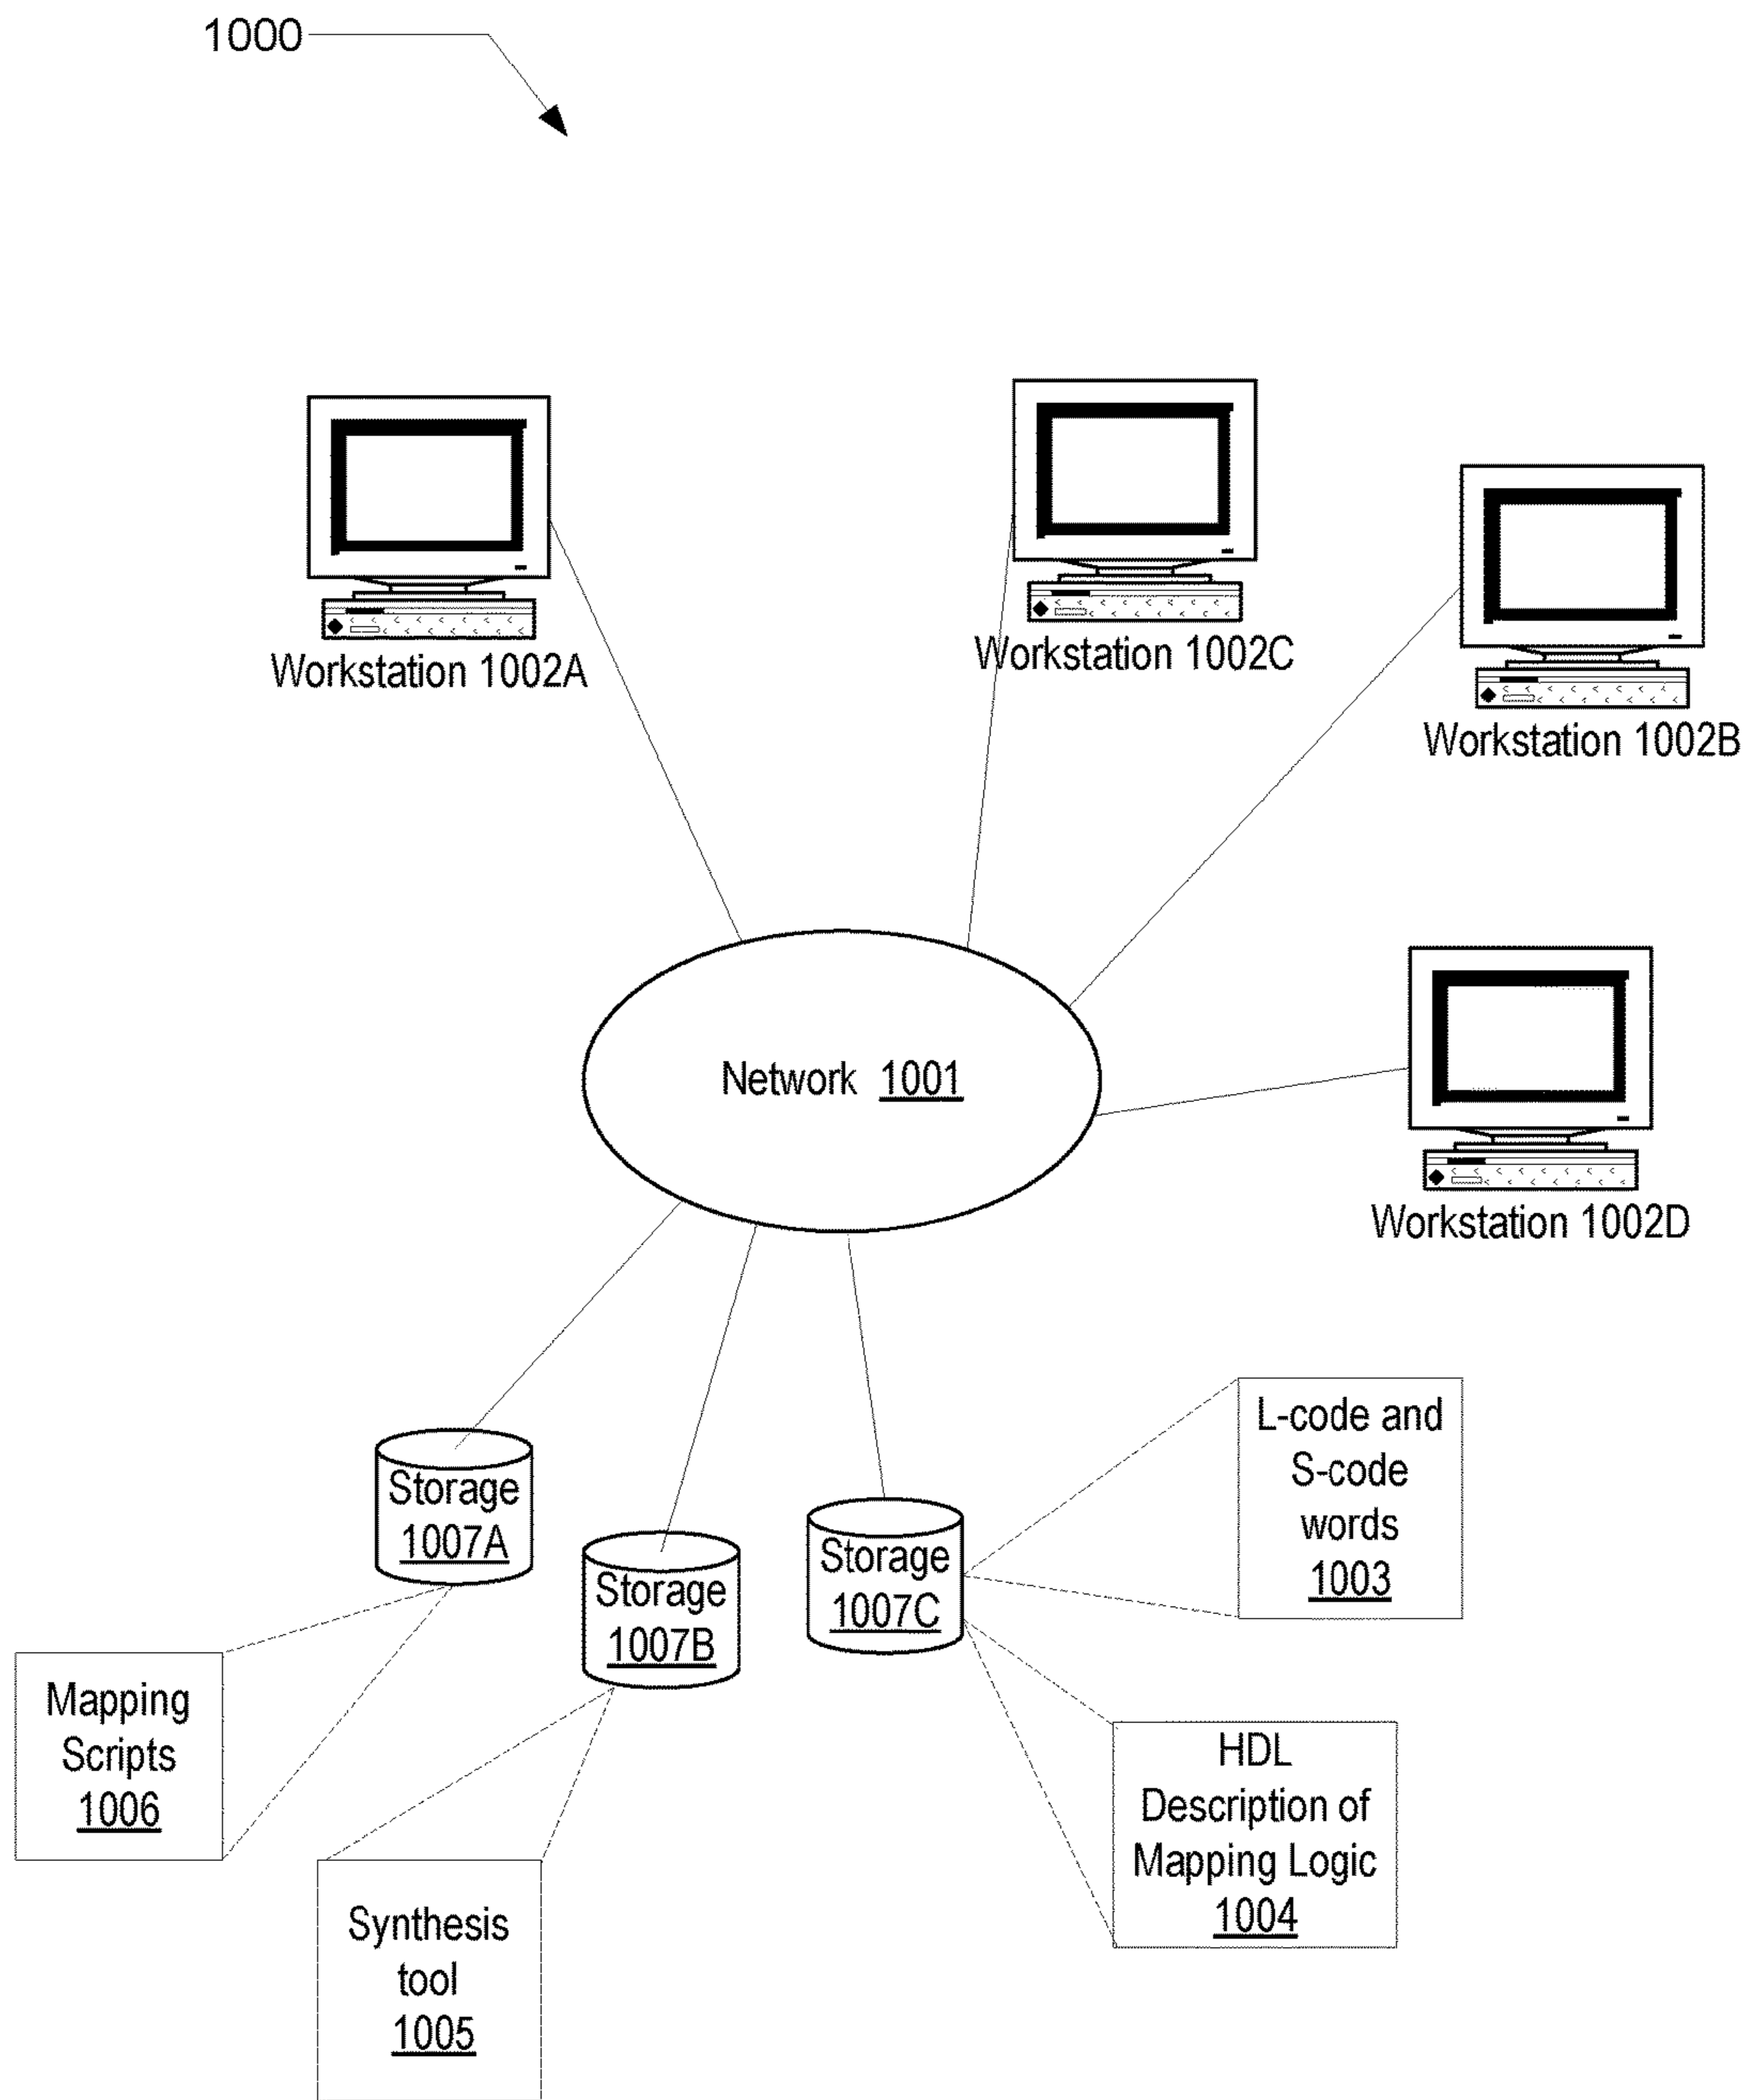 1000
Workstation 1002A
Workstation 1002C
Workstation 1002B
Network 1001
Workstation 1002D
Storage
1007A
Storage
1007B
Storage
1007C
L-code and
S-code
words
1003
Mapping
Scripts
1006
HDL
Description of
Mapping Logic
1004
Synthesis
tool
1005